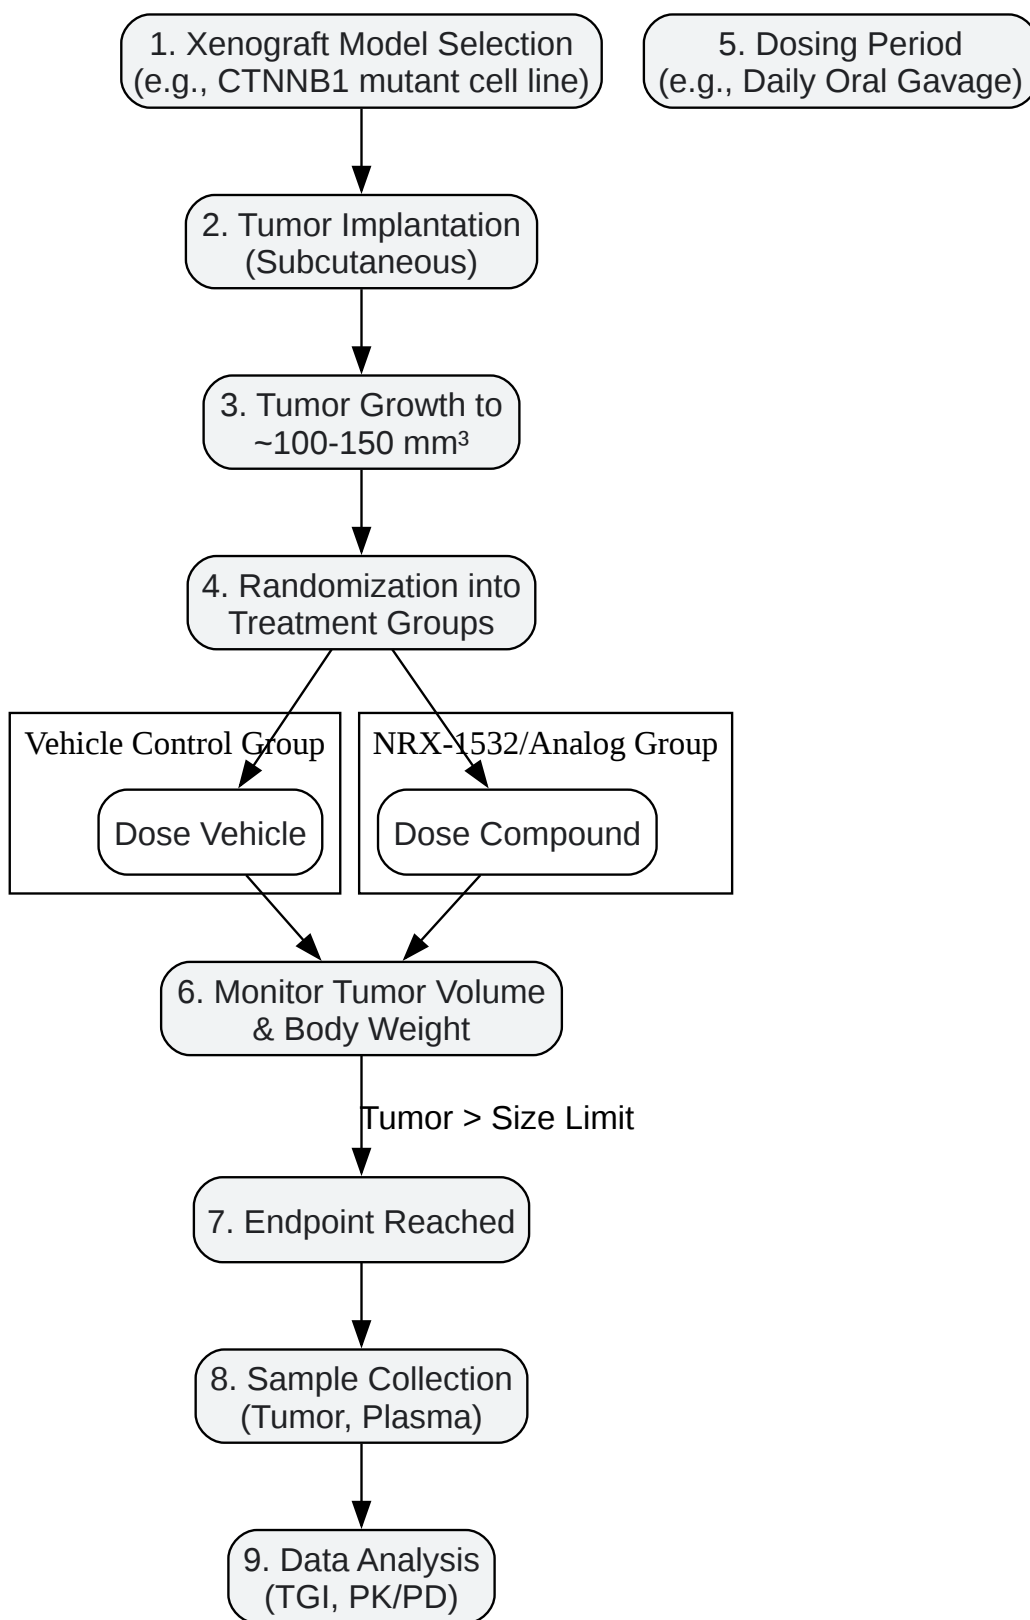 1. Xenograft Model Selection
(e.g., CTNNB1 mutant cell line)
5. Dosing Period
(e.g., Daily Oral Gavage)
2. Tumor Implantation
(Subcutaneous)
3. Tumor Growth to
~100-150 mm³
4. Randomization into
Treatment Groups
Vehicle Control Group
NRX-1532/Analog Group
Dose Vehicle
Dose Compound
6. Monitor Tumor Volume
& Body Weight
Tumor > Size Limit
7. Endpoint Reached
8. Sample Collection
(Tumor, Plasma)
9. Data Analysis
(TGI, PK/PD)